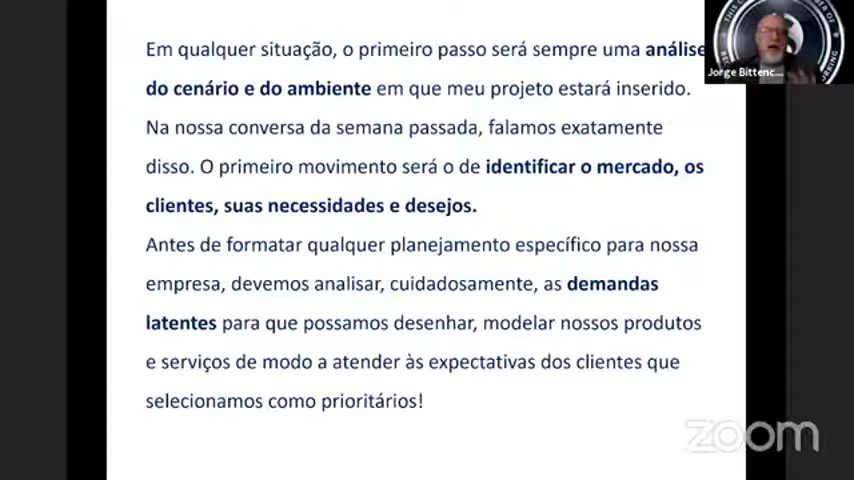 Em qualquer situação, o primeiro passo será sempre uma análise
do cenário e do ambiente em que meu projeto estará inserido.
Na nossa conversa da semana passada, falamos exatamente
disso. O primeiro movimento será o de identificar o mercado, os
clientes, suas necessidades e desejos.
Antes de formatar qualquer planejamento específico para nossa
empresa, devemos analisar, cuidadosamente, as demandas
latentes para que possamos desenhar, modelar nossos produtos
e serviços de modo a atender às expectativas dos clientes que
selecionamos como prioritários!
Jorge Bittenc...
zoom